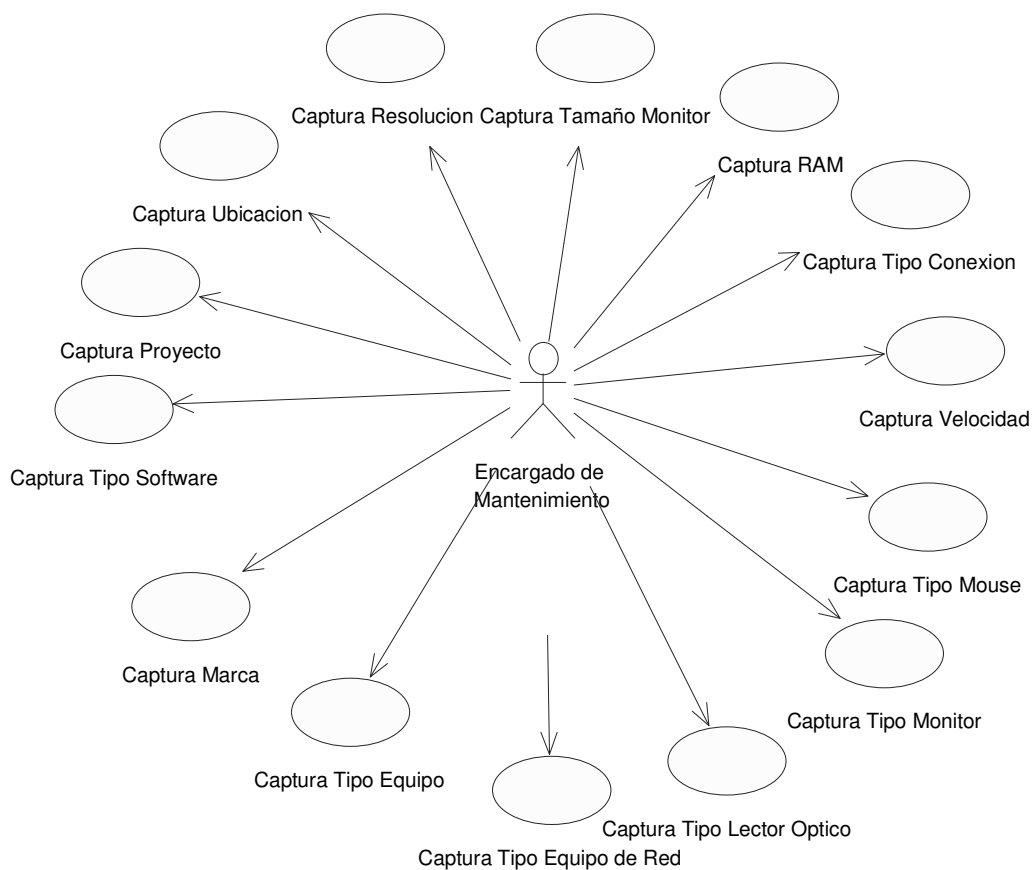 Captura Resolucion
Captura Tamaño Monitor
Captura RAM
Captura Ubicacion
Captura Tipo Conexion
Captura Proyecto
Captura Velocidad
Captura Tipo Software
Encargado de
Mantenimiento
Captura Tipo Mouse
Captura Marca
Captura Tipo Monitor
Captura Tipo Equipo
Captura Tipo Lector Optico
Captura Tipo Equipo de Red